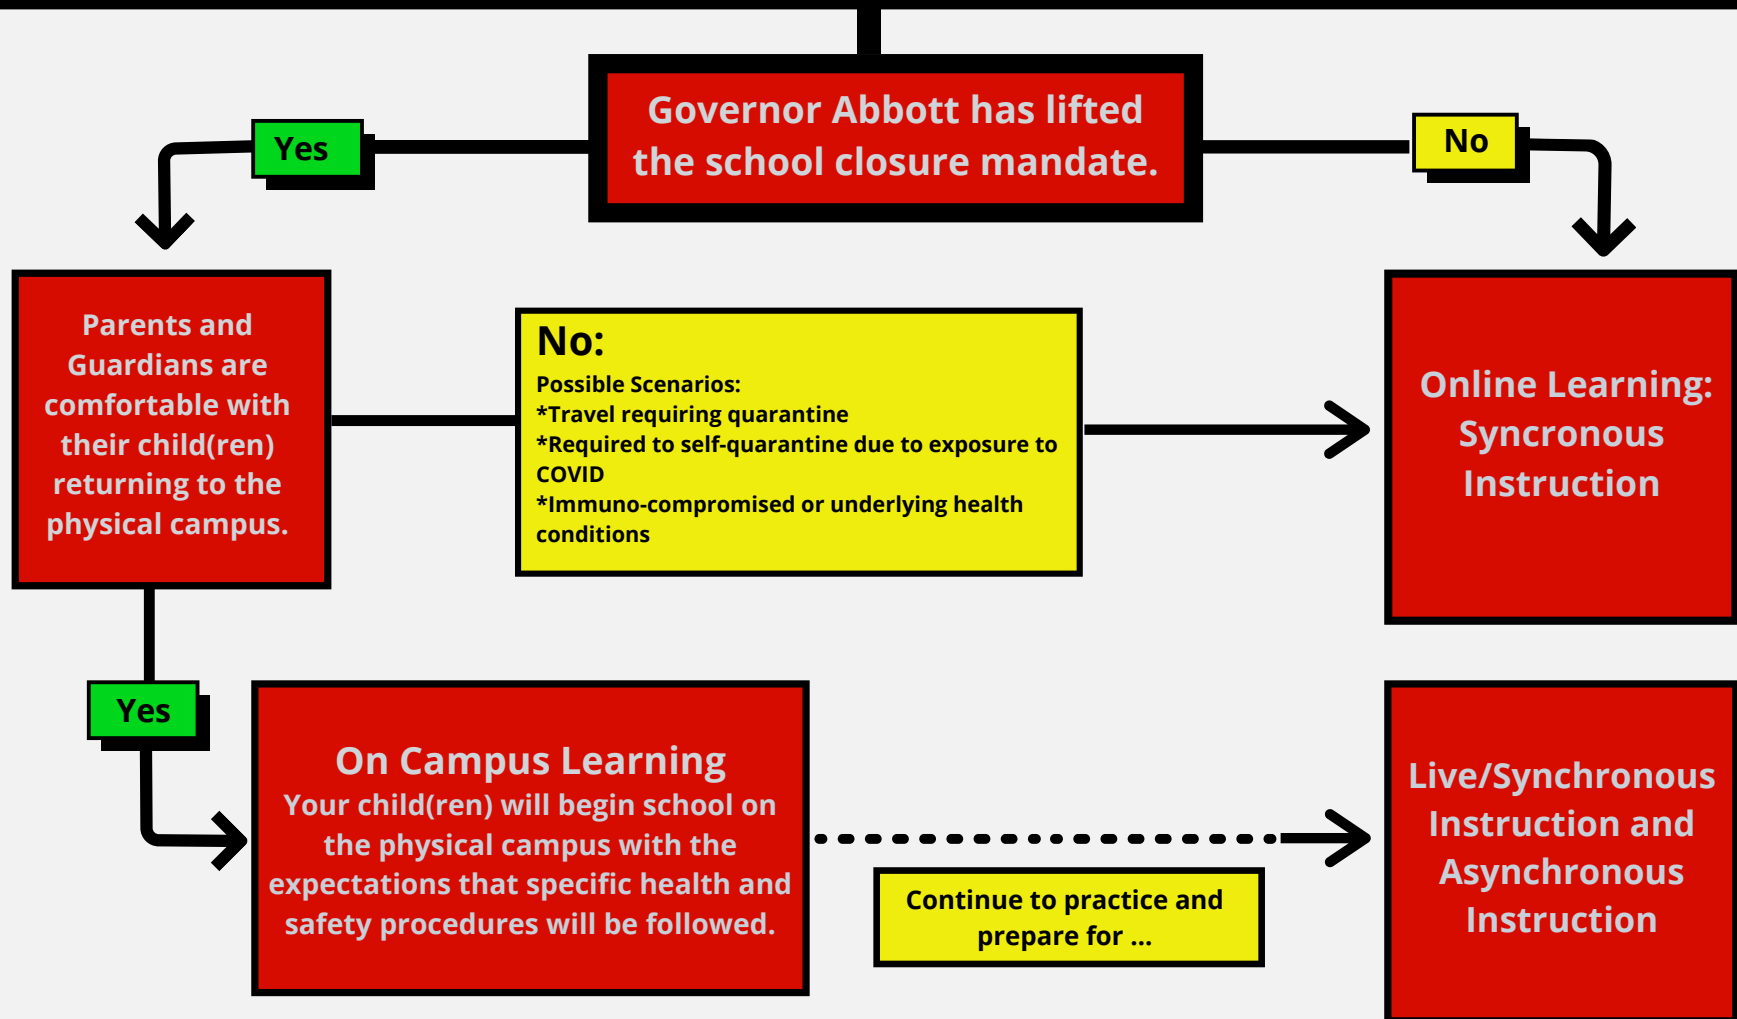 Governor Abbott has lifted
the school closure mandate.
Yes
No
Parents and
Guardians are
comfortable with
their child(ren)
returning to the
physical campus.
No:
Possible Scenarios:
*Travel requiring quarantine
*Required to self-quarantine due to exposure to
COVID
*Immuno-compromised or underlying health
conditions
Online Learning:
Syncronous
Instruction
Yes
On Campus Learning
Your child(ren) will begin school on
the physical campus with the
expectations that specific health and
safety procedures will be followed.
Continue to practice and
prepare for ...
Live/Synchronous
Instruction and
Asynchronous
Instruction